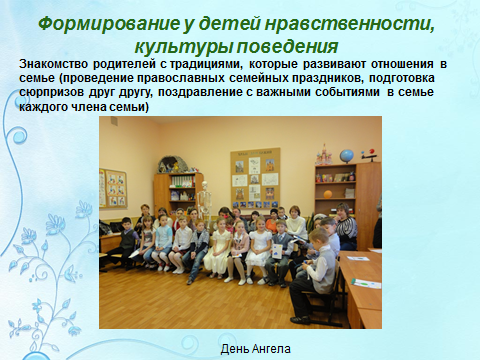 Формирование у детей нравственности,
культуры поведения
Знакомство родителей с традициями, которые развивают отношения в
семье (проведение православных семейных праздников, подготовка
сюрпризов друг другу, поздравление с важными событиями в семье
каждого члена семьи)
День Ангела